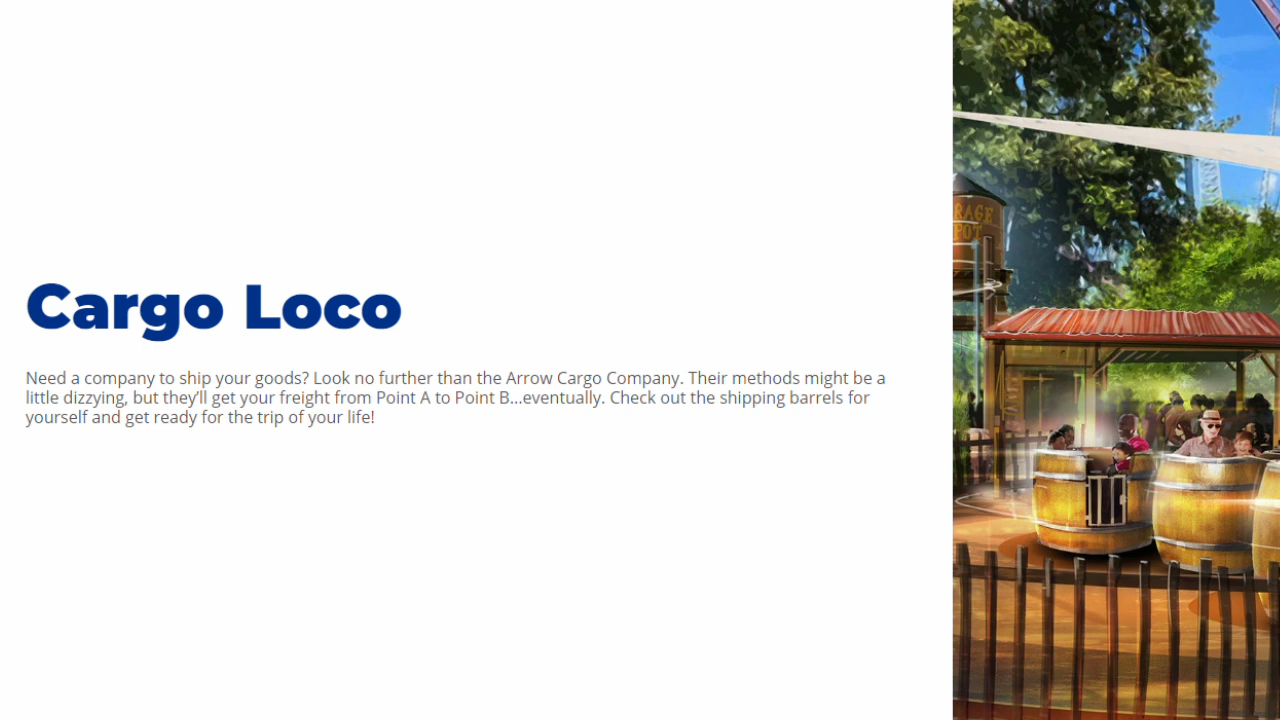 Cargo Loco
Need a company to ship your goods? Look no further than the Arrow Cargo Company. Their methods might be a
little dizzying, but they’ll get your freight from Point A to Point B...eventually. Check out the shipping barrels for
yourself and get ready for the trip of your life!
RAGE
POT